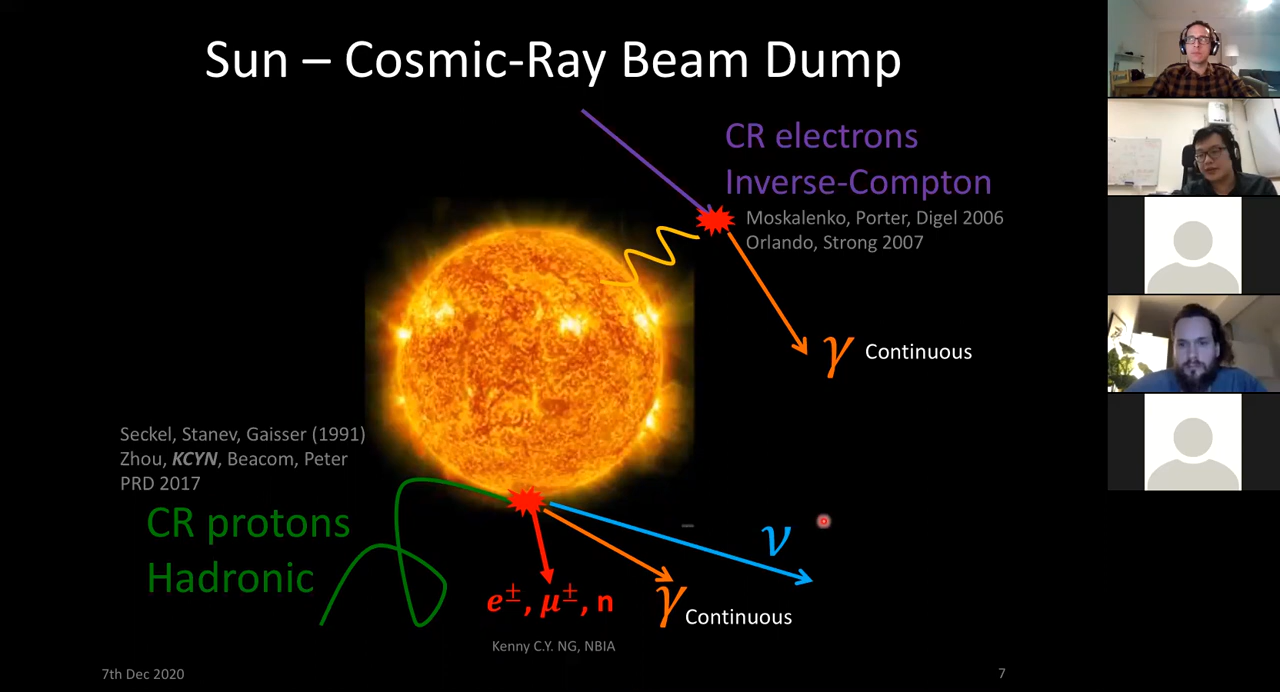 Sun – Cosmic-Ray Beam Dump
CR electrons
Inverse-Compton
Moskalenko, Porter, Digel 2006
Orlando, Strong 2007
γ Continuous
Seckel, Stanev, Gaisser (1991)
Zhou, KCYN, Beacom, Peter
PRD 2017
CR protons
Hadronic
ν
e±, μ±, n
γ Continuous
Kenny C.Y. NG, NBIA
7th Dec 2020
7